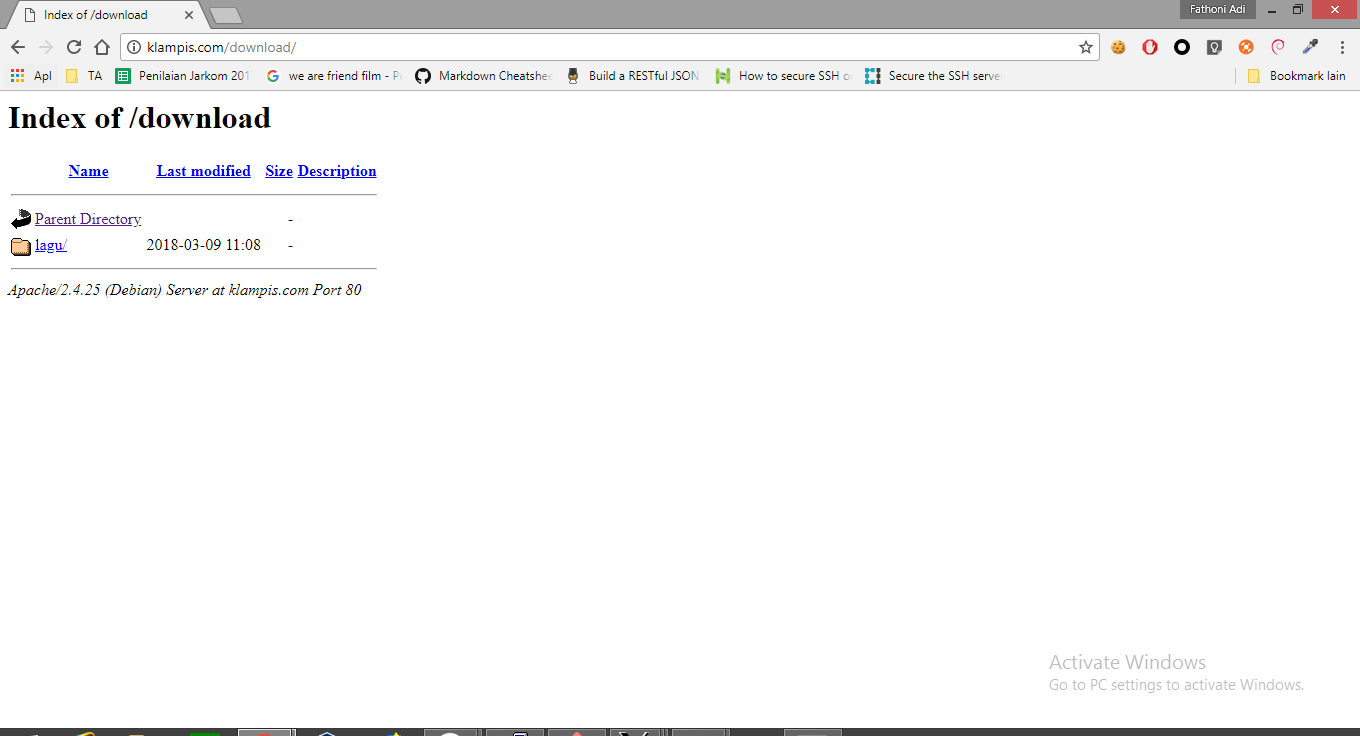 Index of /download
Fathoni Adi
klampis.com/download/
Apl TA Penilaian Jarkom 201 we are friend film - Markdown Cheatshee Build a RESTful JSON How to secure SSH Secure the SSH serve Bookmark lain
Index of /download
Name Last modified Size Description
Parent Directory -
lagu/ 2018-03-09 11:08 -
Apache/2.4.25 (Debian) Server at klampis.com Port 80
Activate Windows
Go to PC settings to activate Windows.